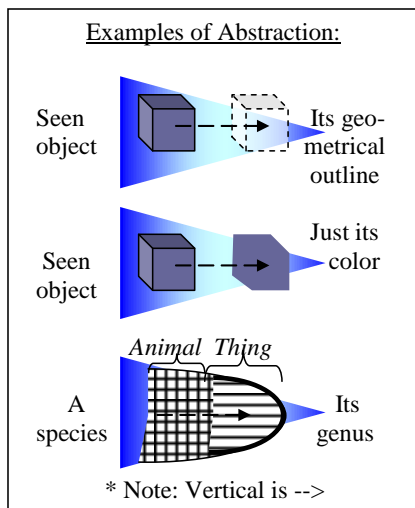 Examples of Abstraction:
Seen
object
Its geo-
metrical
outline
Seen
object
Just its
color
Animal Thing
A
species
Its
genus
* Note: Vertical is -->